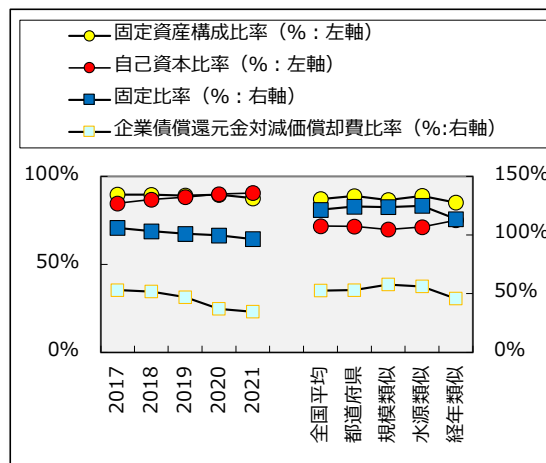 固定資産構成比率（%：左軸）
自己資本比率（%：左軸）
固定比率（%：右軸）
企業債償還元金対減価償却費比率（%:右軸）
100%
50%
0%
150%
100%
50%
0%
2017
2018
2019
2020
2021
全国平均
都道府県
規模類似
水源類似
経年類似